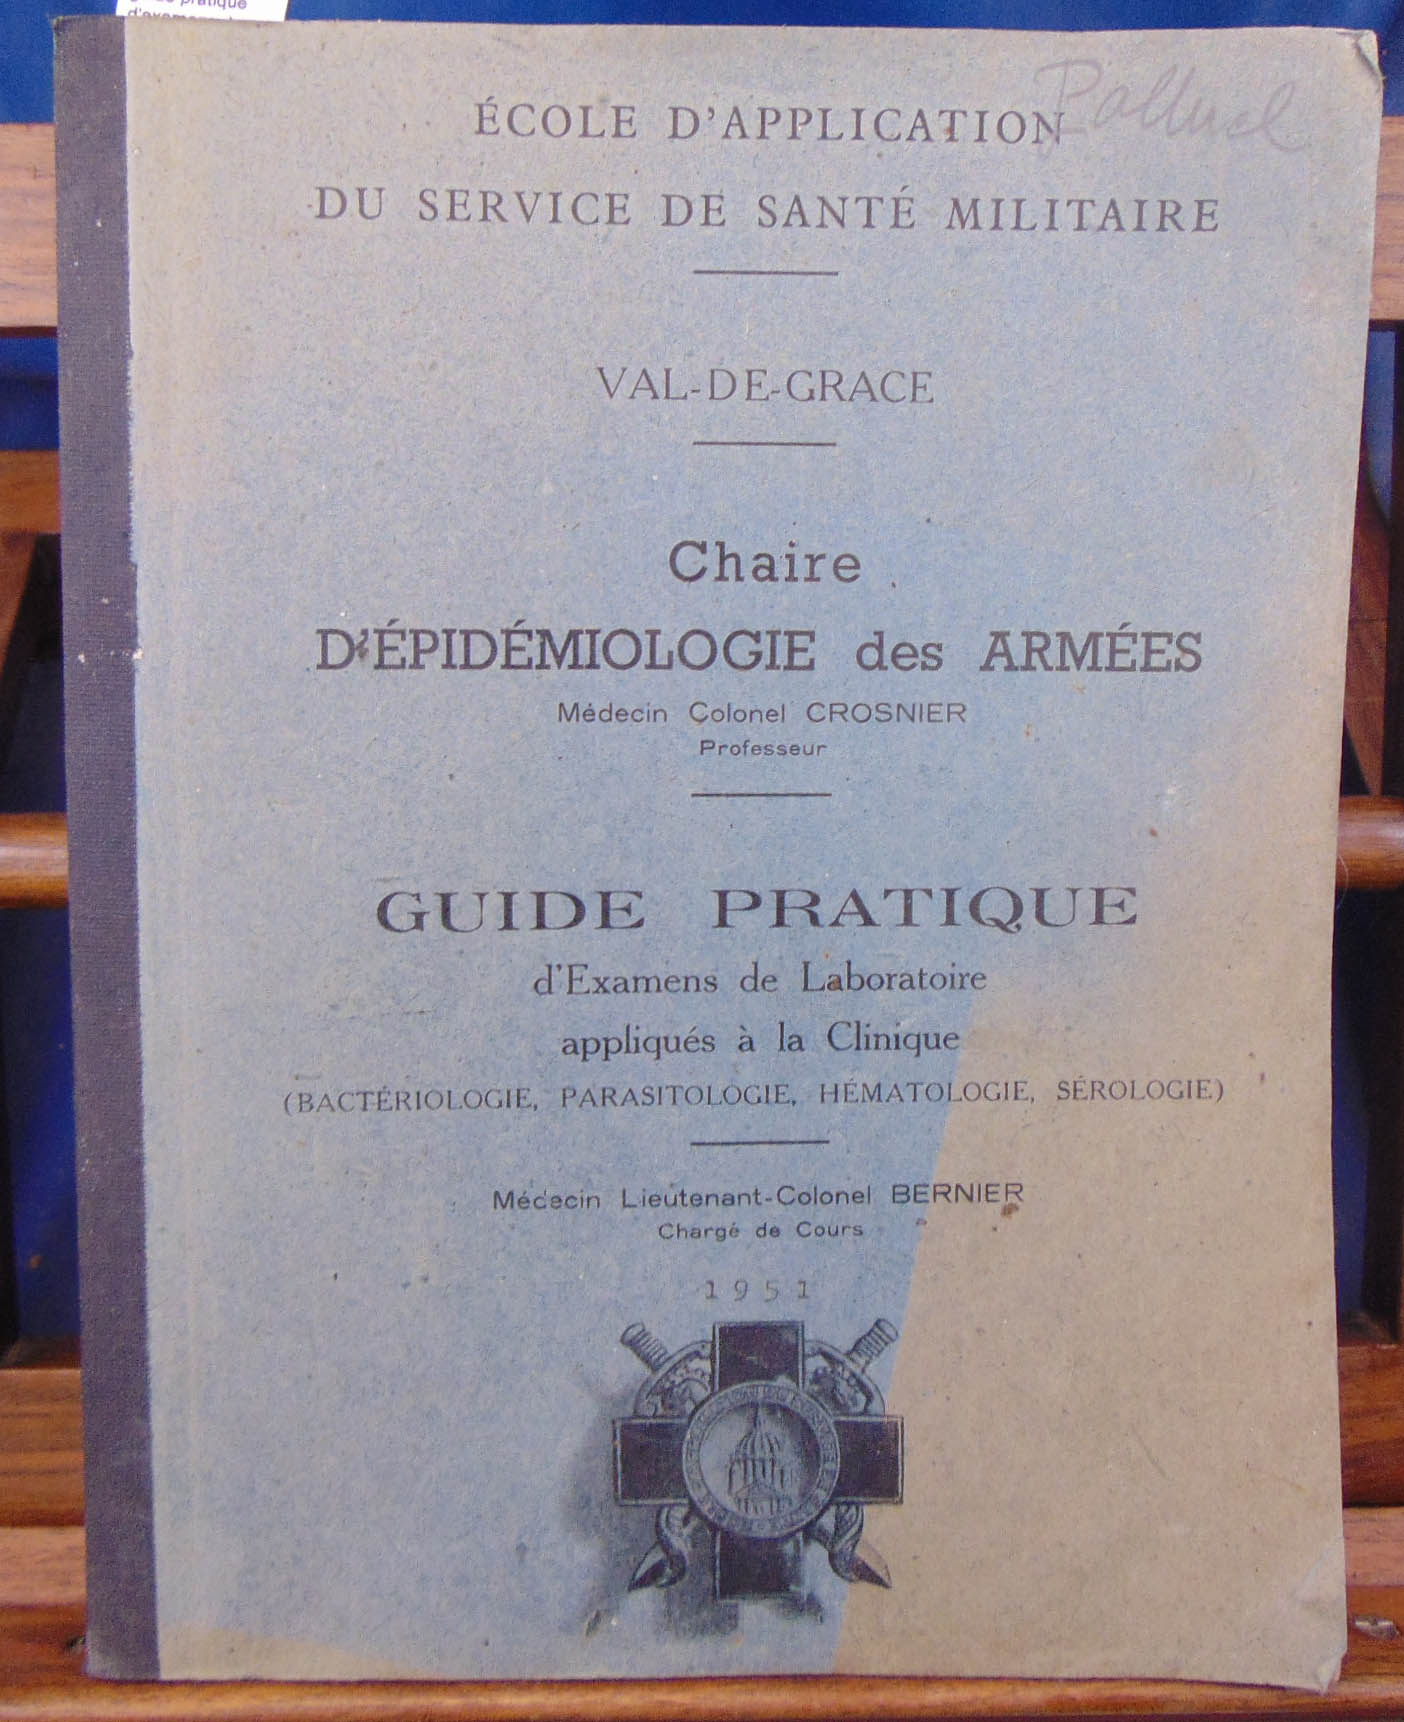 guide pratique
ÉCOLE D'APPLICATION
DU SERVICE DE SANTÉ MILITAIRE
VAL-DE-GRACE
Chaire
D'ÉPIDÉMIOLOGIE des ARMÉES
Médecin Colonel CROSNIER
Professeur
GUIDE PRATIQUE
d'Examens de Laboratoire
appliqués à la Clinique
(BACTÉRIOLOGIE, PARASITOLOGIE, HÉMATOLOGIE, SÉROLOGIE)
Médecin Lieutenant-Colonel BERNIER
Chargé de Cours
1951